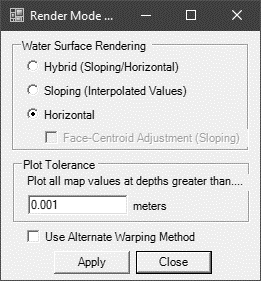 Render Mode ...
Water Surface Rendering
Hybrid (Sloping/Horizontal)
Sloping (Interpolated Values)
Horizontal
Face-Centroid Adjustment (Sloping)
Plot Tolerance
Plot all map values at depths greater than....
0.001 meters
Use Alternate Warping Method
Apply Close